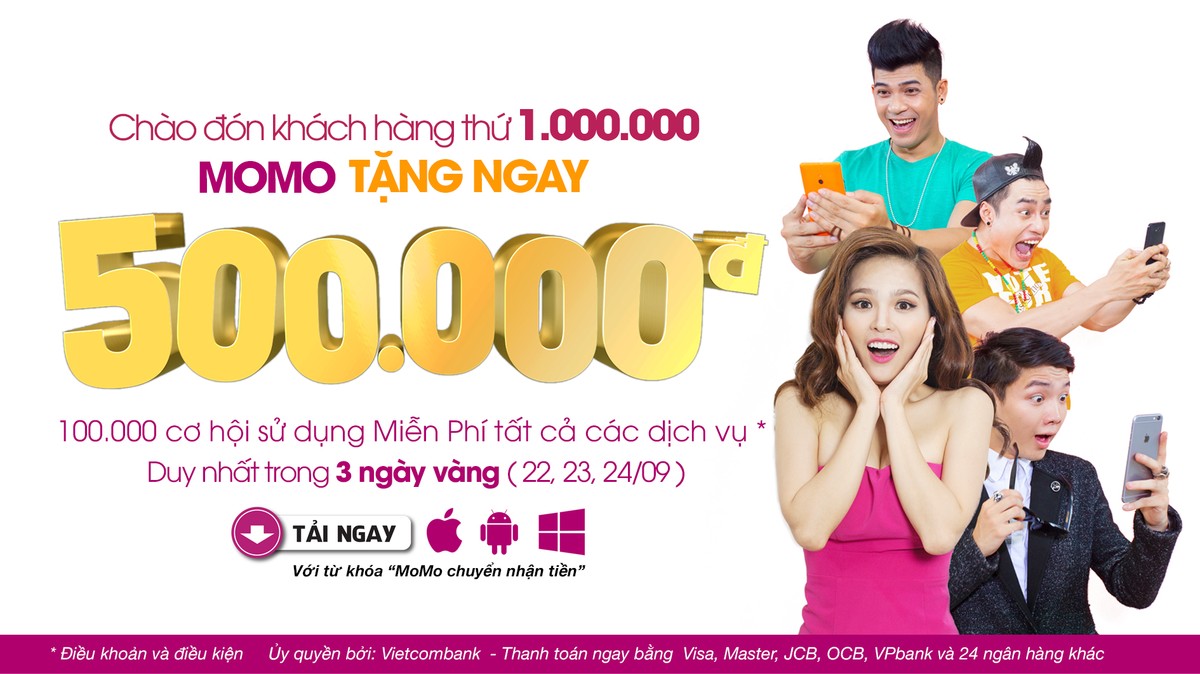 Chào đón khách hàng thứ 1.000.000
MOMO TẶNG NGAY
500.000đ
100.000 cơ hội sử dụng Miễn Phí tất cả các dịch vụ *
Duy nhất trong 3 ngày vàng ( 22, 23, 24/09 )
TẢI NGAY
Với từ khóa “MoMo chuyển nhận tiền”
* Điều khoản và điều kiện Ủy quyền bởi: Vietcombank - Thanh toán ngay bằng Visa, Master, JCB, OCB, VPbank và 24 ngân hàng khác